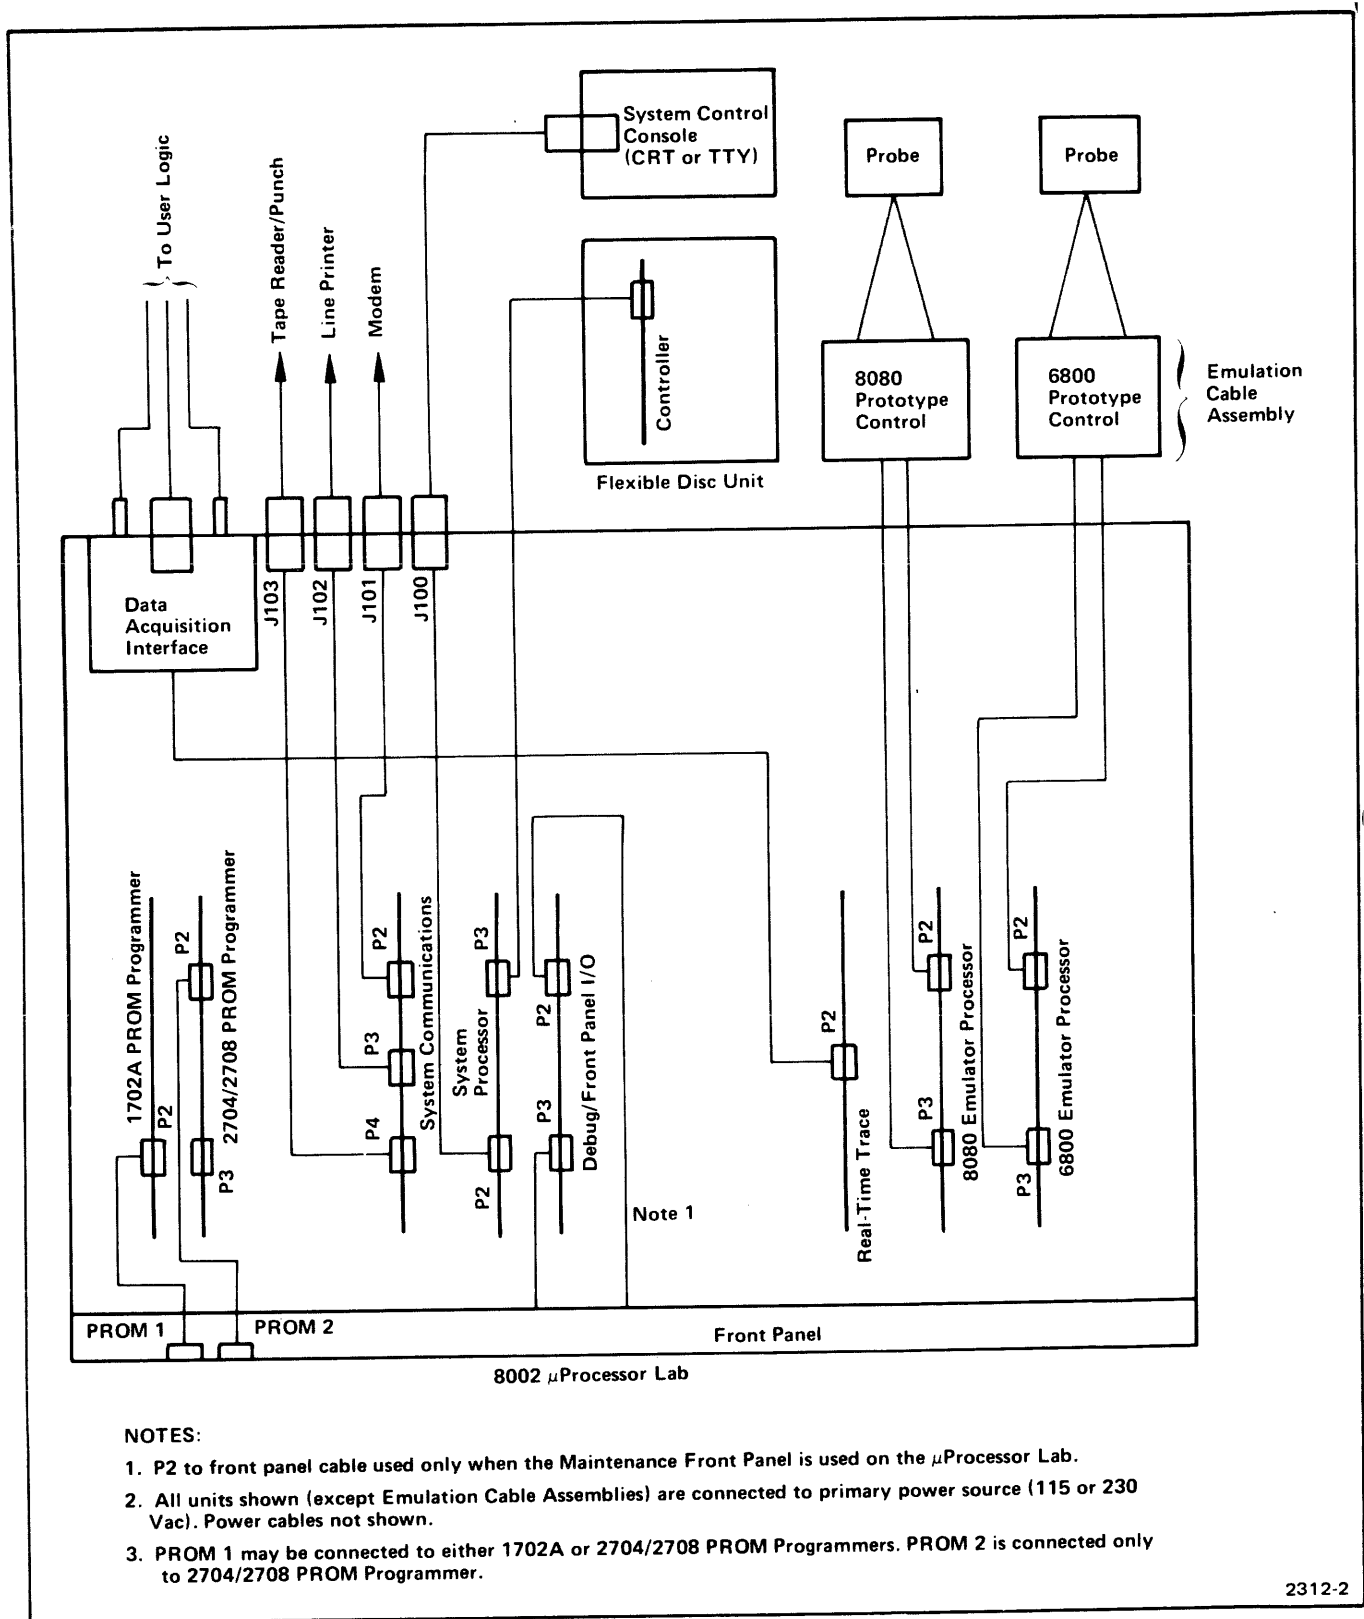 System Control
Console
(CRT or TTY)
Probe
Probe
To User Logic
Tape Reader/Punch
Line Printer
Modem
Controller
8080
Prototype
Control
6800
Prototype
Control
Emulation
Cable
Assembly
Flexible Disc Unit
J103
J102
J101
J100
Data
Acquisition
Interface
1702A PROM Programmer
P2
P2
2704/2708 PROM Programmer
P3
P2
P3
P4
System Communications
P3
System
Processor
P2
P2
P3
Debug/Front Panel I/O
Note 1
P2
Real-Time Trace
P2
P3
8080 Emulator Processor
P2
P3
6800 Emulator Processor
PROM 1
PROM 2
Front Panel
8002 μProcessor Lab
NOTES:
1. P2 to front panel cable used only when the Maintenance Front Panel is used on the μProcessor Lab.
2. All units shown (except Emulation Cable Assemblies) are connected to primary power source (115 or 230
Vac). Power cables not shown.
3. PROM 1 may be connected to either 1702A or 2704/2708 PROM Programmers. PROM 2 is connected only
to 2704/2708 PROM Programmer.
2312-2